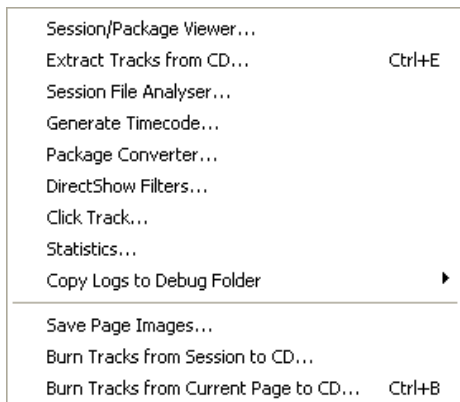 Session/Package Viewer...
Extract Tracks from CD... Ctrl+E
Session File Analyser...
Generate Timecode...
Package Converter...
DirectShow Filters...
Click Track...
Statistics...
Copy Logs to Debug Folder
Save Page Images...
Burn Tracks from Session to CD...
Burn Tracks from Current Page to CD... Ctrl+B